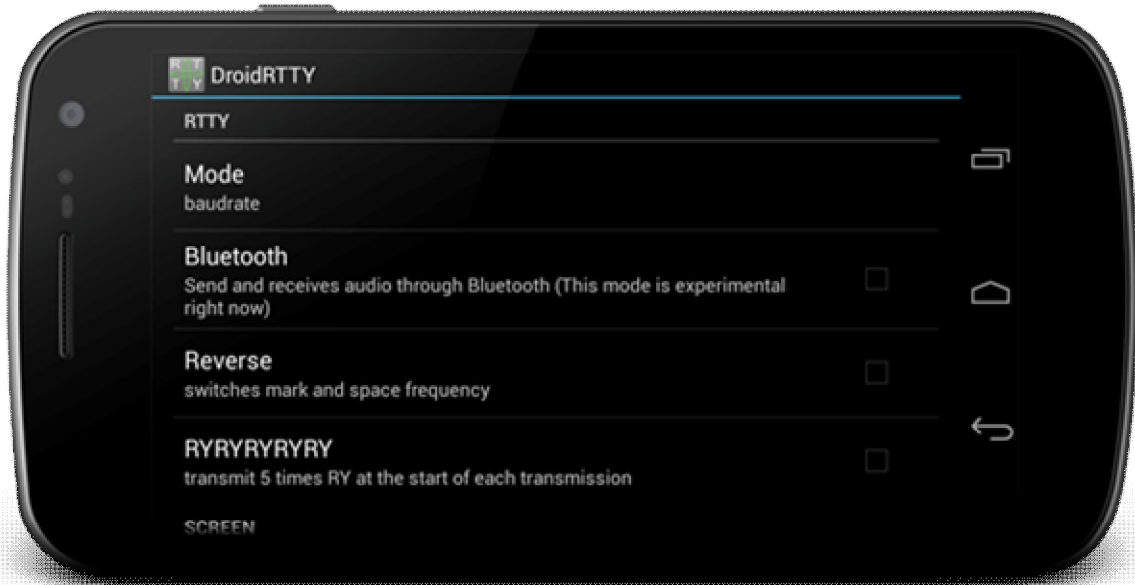 R T
T Y
DroidRTTY
RTTY
Mode
baudrate
Bluetooth
Send and receives audio through Bluetooth (This mode is experimental
right now)
Reverse
switches mark and space frequency
RYRYRYRYRY
transmit 5 times RY at the start of each transmission
SCREEN